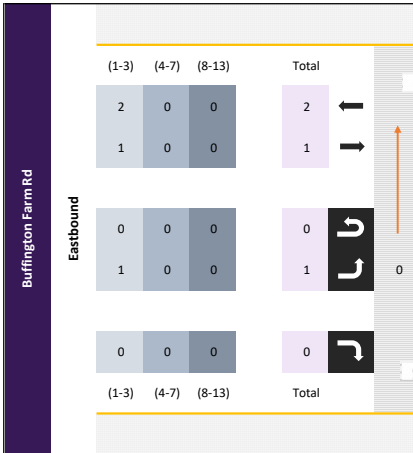 Buffington Farm Rd
Eastbound
(1-3) (4-7) (8-13) Total
2 0 0 2
1 0 0 1
0 0 0 0
1 0 0 1 0
0 0 0 0
(1-3) (4-7) (8-13) Total